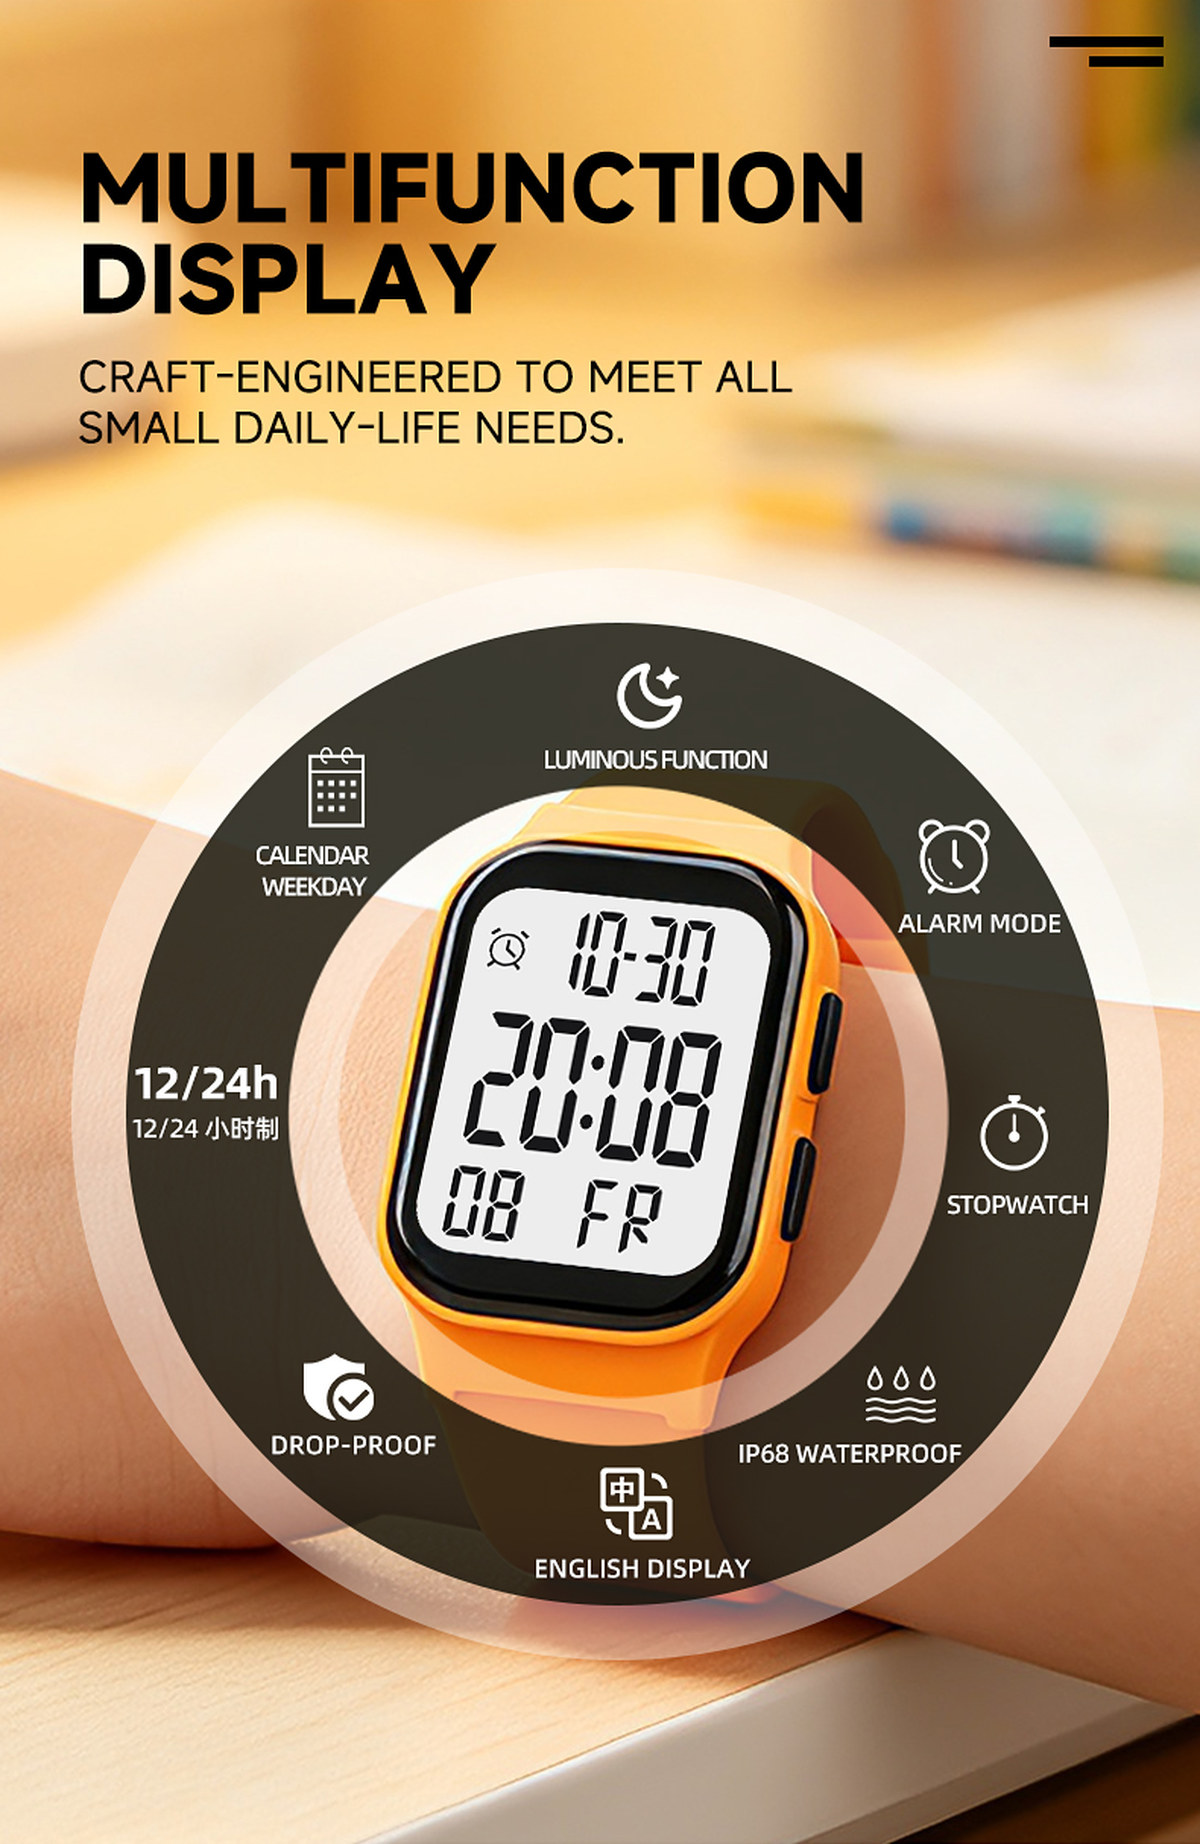 MULTIFUNCTION
DISPLAY
CRAFT-ENGINEERED TO MEET ALL
SMALL DAILY-LIFE NEEDS.
LUMINOUS FUNCTION
CALENDAR
WEEKDAY
ALARM MODE
10-30
20:08
08 FR
12/24h
12/24 小时制
STOPWATCH
DROP-PROOF
IP68 WATERPROOF
中
A
ENGLISH DISPLAY